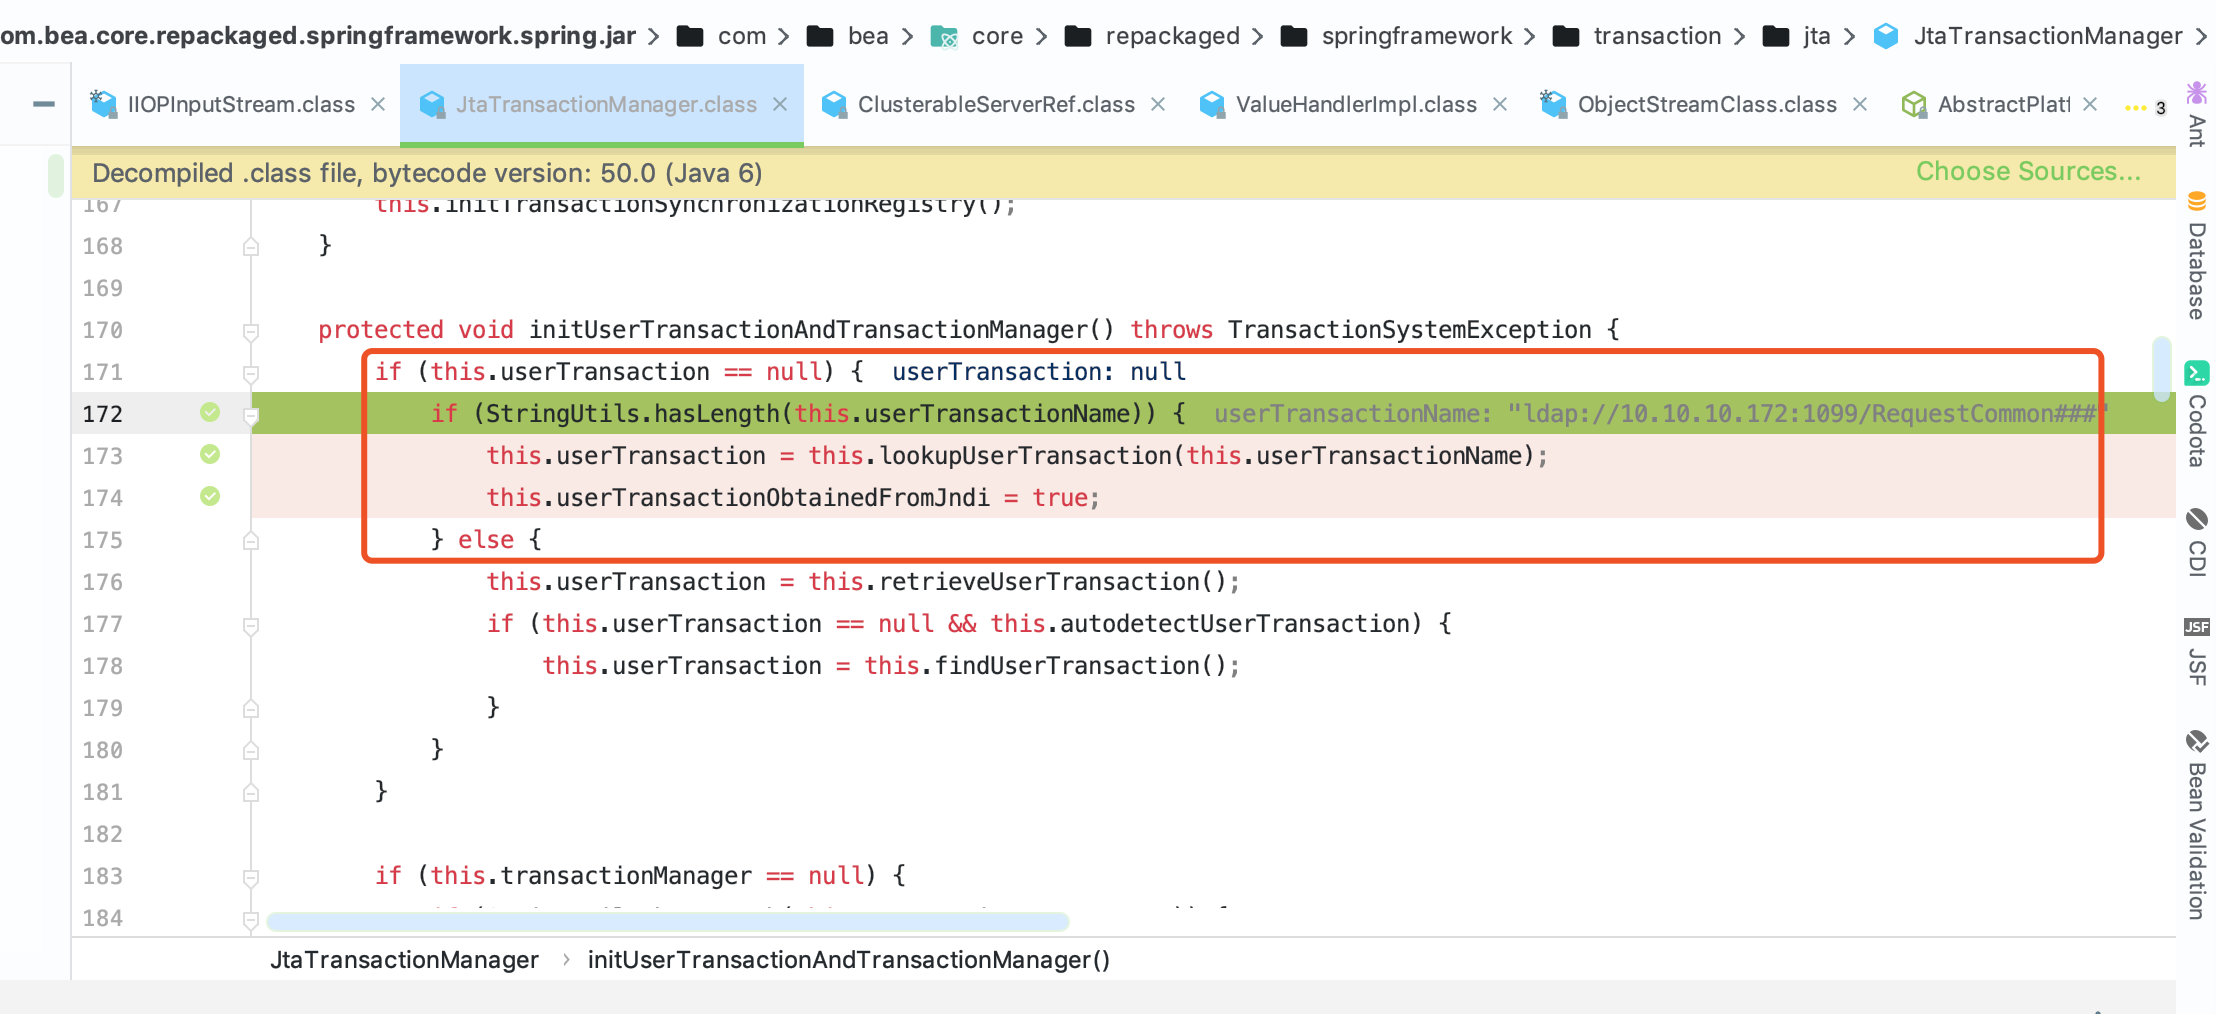 om.bea.core.repackaged.springframework.spring.jar > com > bea > core > repackaged > springframework > transaction > jta > JtaTransactionManager >
IIOPInputStream.class × JtaTransactionManager.class × ClusterableServerRef.class × ValueHandlerImpl.class × ObjectStreamClass.class × AbstractPlatf × ... 3
Decompiled .class file, bytecode version: 50.0 (Java 6) Choose Sources...
167 this.initTransactionSynchronizationRegistry();
168 }
169
170 protected void initUserTransactionAndTransactionManager() throws TransactionSystemException {
171 if (this.userTransaction == null) { userTransaction: null
172 if (StringUtils.hasLength(this.userTransactionName)) { userTransactionName: "ldap://10.10.10.172:1099/RequestCommon###"
173 this.userTransaction = this.lookupUserTransaction(this.userTransactionName);
174 this.userTransactionObtainedFromJndi = true;
175 } else {
176 this.userTransaction = this.retrieveUserTransaction();
177 if (this.userTransaction == null && this.autodetectUserTransaction) {
178 this.userTransaction = this.findUserTransaction();
179 }
180 }
181 }
182
183 if (this.transactionManager == null) {
184
JtaTransactionManager > initUserTransactionAndTransactionManager()
Ant
Database
Codota
CDI
JSF
JSF
Bean Validation